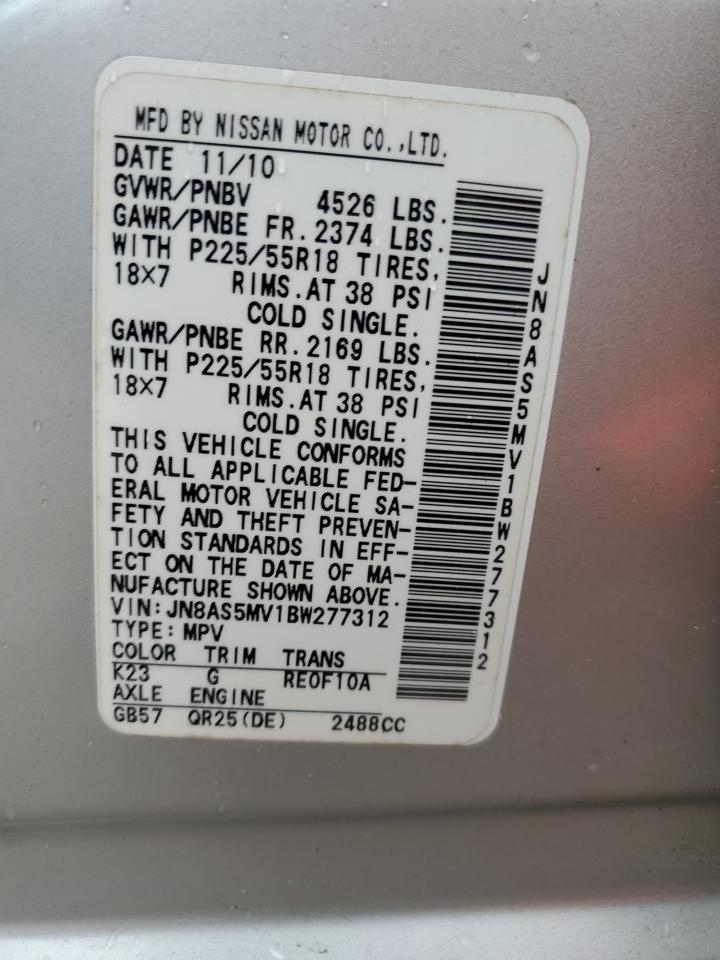 MFD BY NISSAN MOTOR CO.,LTD.
DATE 11/10
GVWR/PNBV 4526 LBS.
GAWR/PNBE FR.2374 LBS.
WITH P225/55R18 TIRES,
18X7 RIMS.AT 38 PSI
COLD SINGLE.
GAWR/PNBE RR.2169 LBS.
WITH P225/55R18 TIRES,
18X7 RIMS.AT 38 PSI
COLD SINGLE.
THIS VEHICLE CONFORMS
TO ALL APPLICABLE FED-
ERAL MOTOR VEHICLE SA-
FETY AND THEFT PREVEN-
TION STANDARDS IN EFF-
ECT ON THE DATE OF MA-
NUFACTURE SHOWN ABOVE.
VIN:JN8AS5MV1BW277312
TYPE:MPV
COLOR TRIM TRANS
K23 G RE0F10A
AXLE ENGINE
GB57 QR25(DE) 2488CC
JN8AS5MV1BW277312